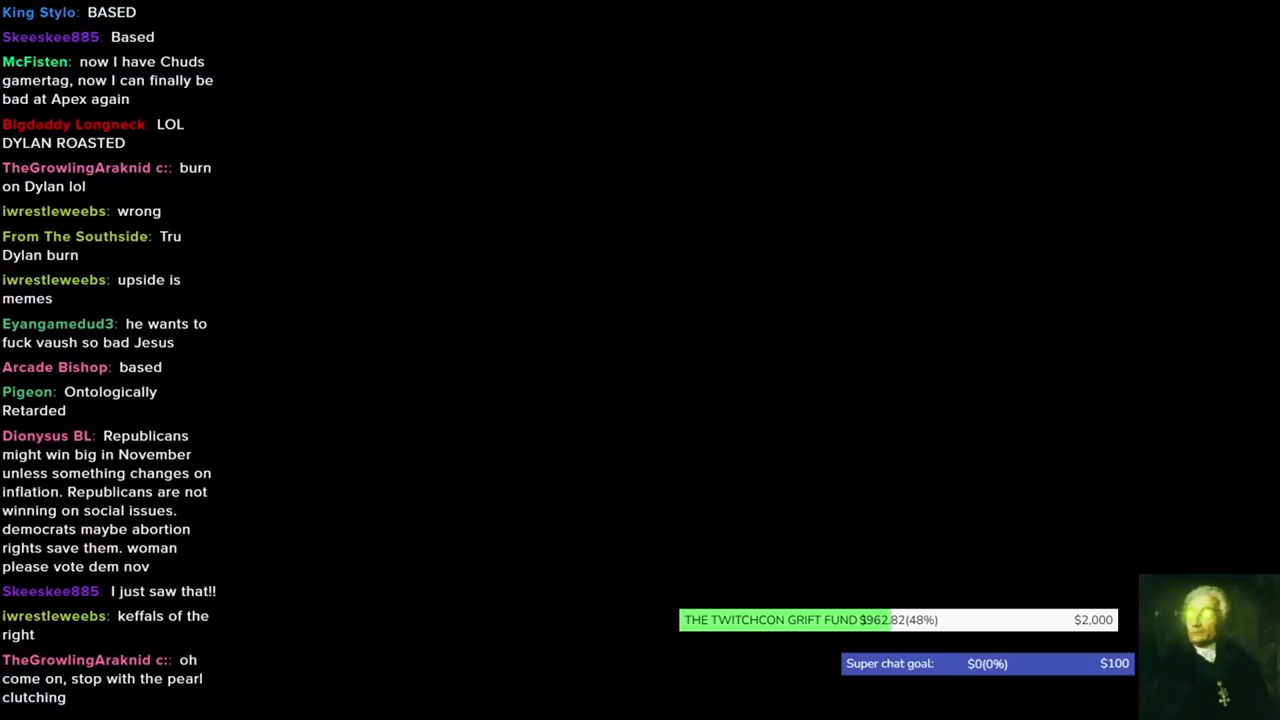 King Stylo: BASED
Skeeskee885: Based
McFisten: now I have Chuds
gamertag, now I can finally be
bad at Apex again
Bigdaddy Longneck: LOL
DYLAN ROASTED
TheGrowlingAraknid c:: burn
on Dylan lol
iwrestleweebs: wrong
From The Southside: Tru
Dylan burn
iwrestleweebs: upside is
memes
Eyangamedud3: he wants to
fuck vaush so bad Jesus
Arcade Bishop: based
Pigeon: Ontologically
Retarded
Dionysus BL: Republicans
might win big in November
unless something changes on
inflation. Republicans are not
winning on social issues.
democrats maybe abortion
rights save them. woman
please vote dem nov
Skeeskee885: I just saw that!!
iwrestleweebs: keffals of the
right
TheGrowlingAraknid c:: oh
come on, stop with the pearl
clutching
THE TWITCHCON GRIFT FUND $962.82(48%) $2,000
Super chat goal: $0(0%) $100